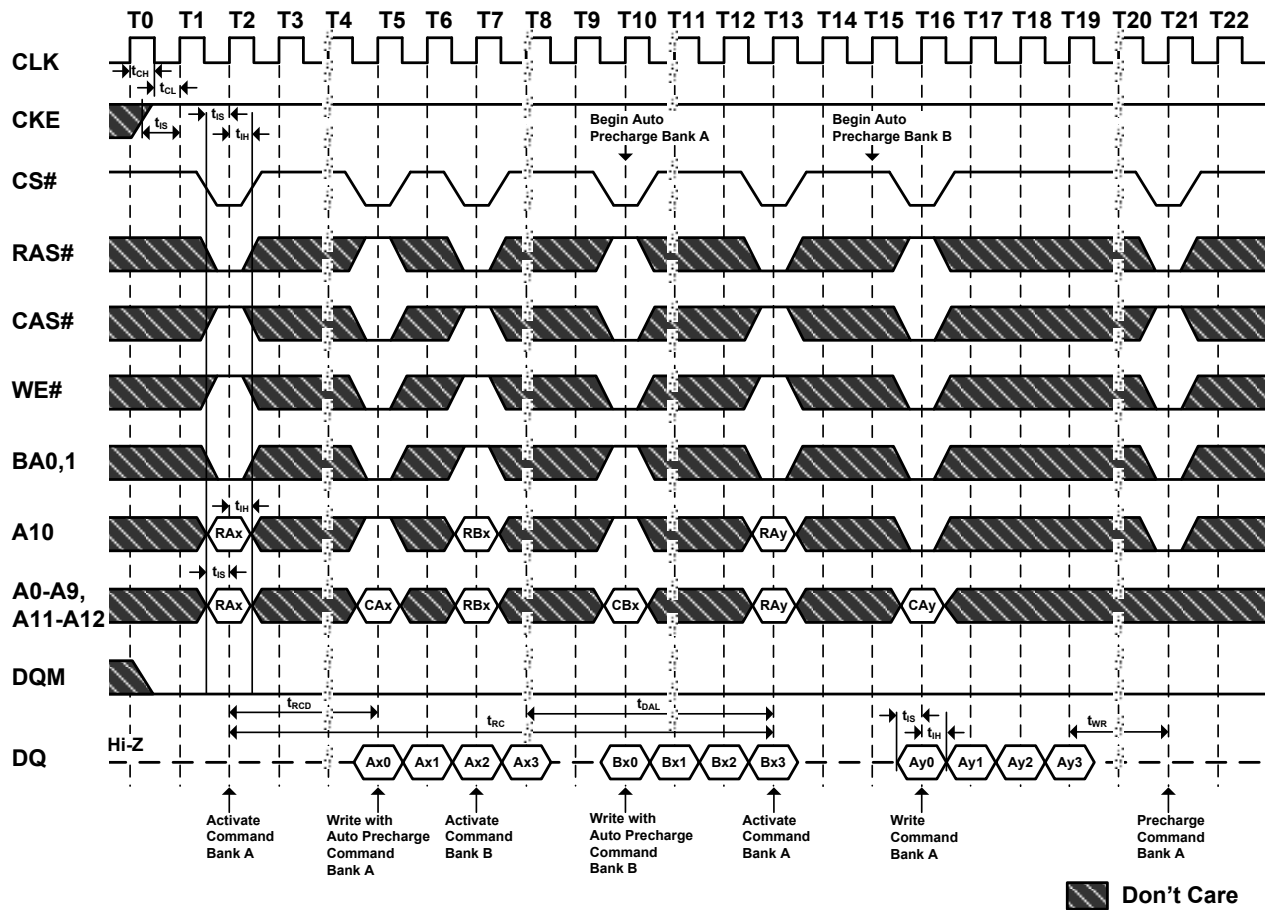 T0 T1 T2 T3 T4 T5 T6 T7 T8 T9 T10 T11 T12 T13 T14 T15 T16 T17 T18 T19 T20 T21 T22
CLK
tCH
tCL
CKE
tIS
tIS
tIH
Begin Auto
Precharge Bank A
Begin Auto
Precharge Bank B
CS#
RAS#
CAS#
WE#
BA0,1
tIH
A10
RAx RBx RAy
tIS
A0-A9,
A11-A12
RAx CAx RBx CBx RAy CAy
DQM
tRCD
tDAL
tRC
tIS
tIH
tWR
Hi-Z
DQ
Ax0 Ax1 Ax2 Ax3 Bx0 Bx1 Bx2 Bx3 Ay0 Ay1 Ay2 Ay3
Activate
Command
Bank A
Write with
Auto Precharge
Command
Bank A
Activate
Command
Bank B
Write with
Auto Precharge
Command
Bank B
Activate
Command
Bank A
Write
Command
Bank A
Precharge
Command
Bank A
Don't Care